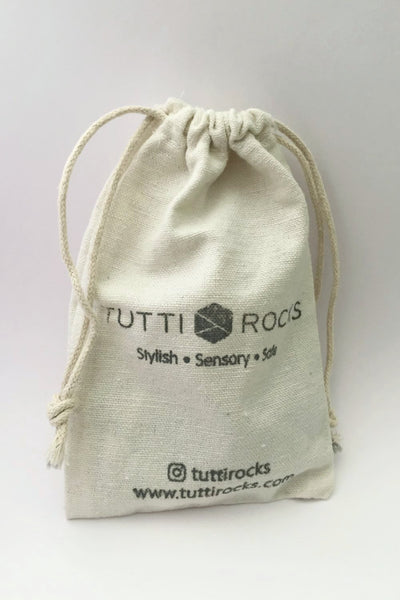 TUTTI ROCKS
Stylish • Sensory • Safe
tuttirocks
www.tuttirocks.com